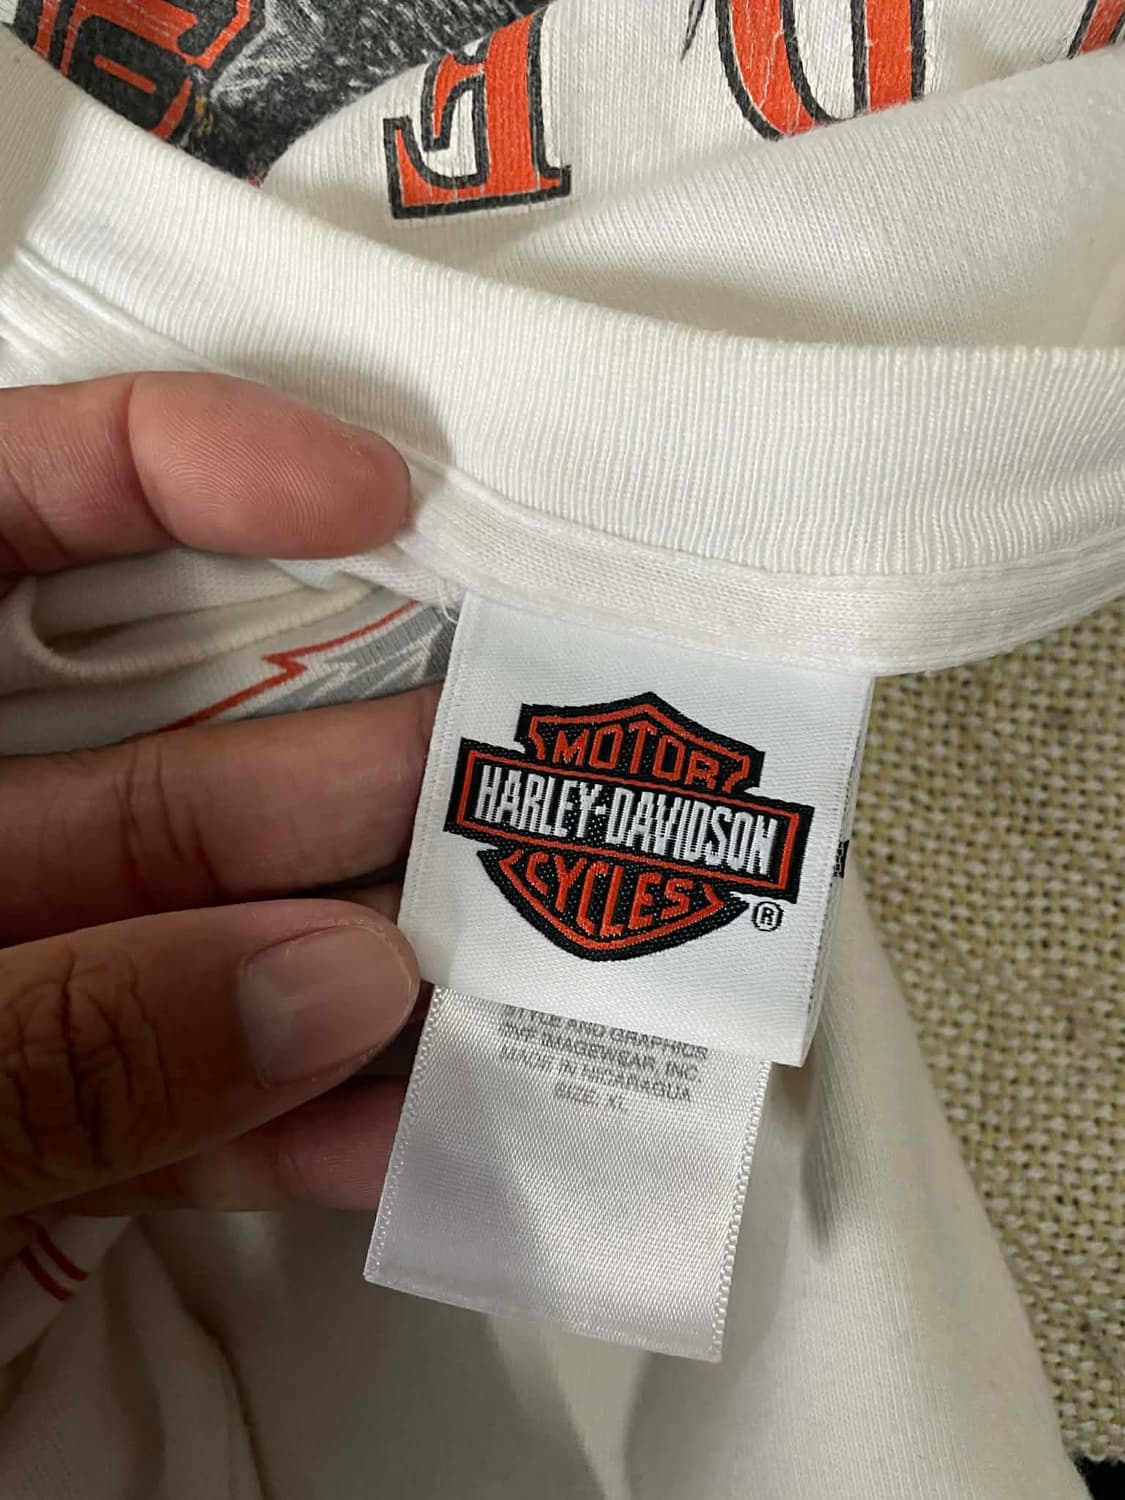 E
MOTOR
HARLEY-DAVIDSON
CYCLES
®
STYLE AND GRAPHICS
IMAGEWEAR, INC.
MADE IN NICARAGUA
SIZE: XL